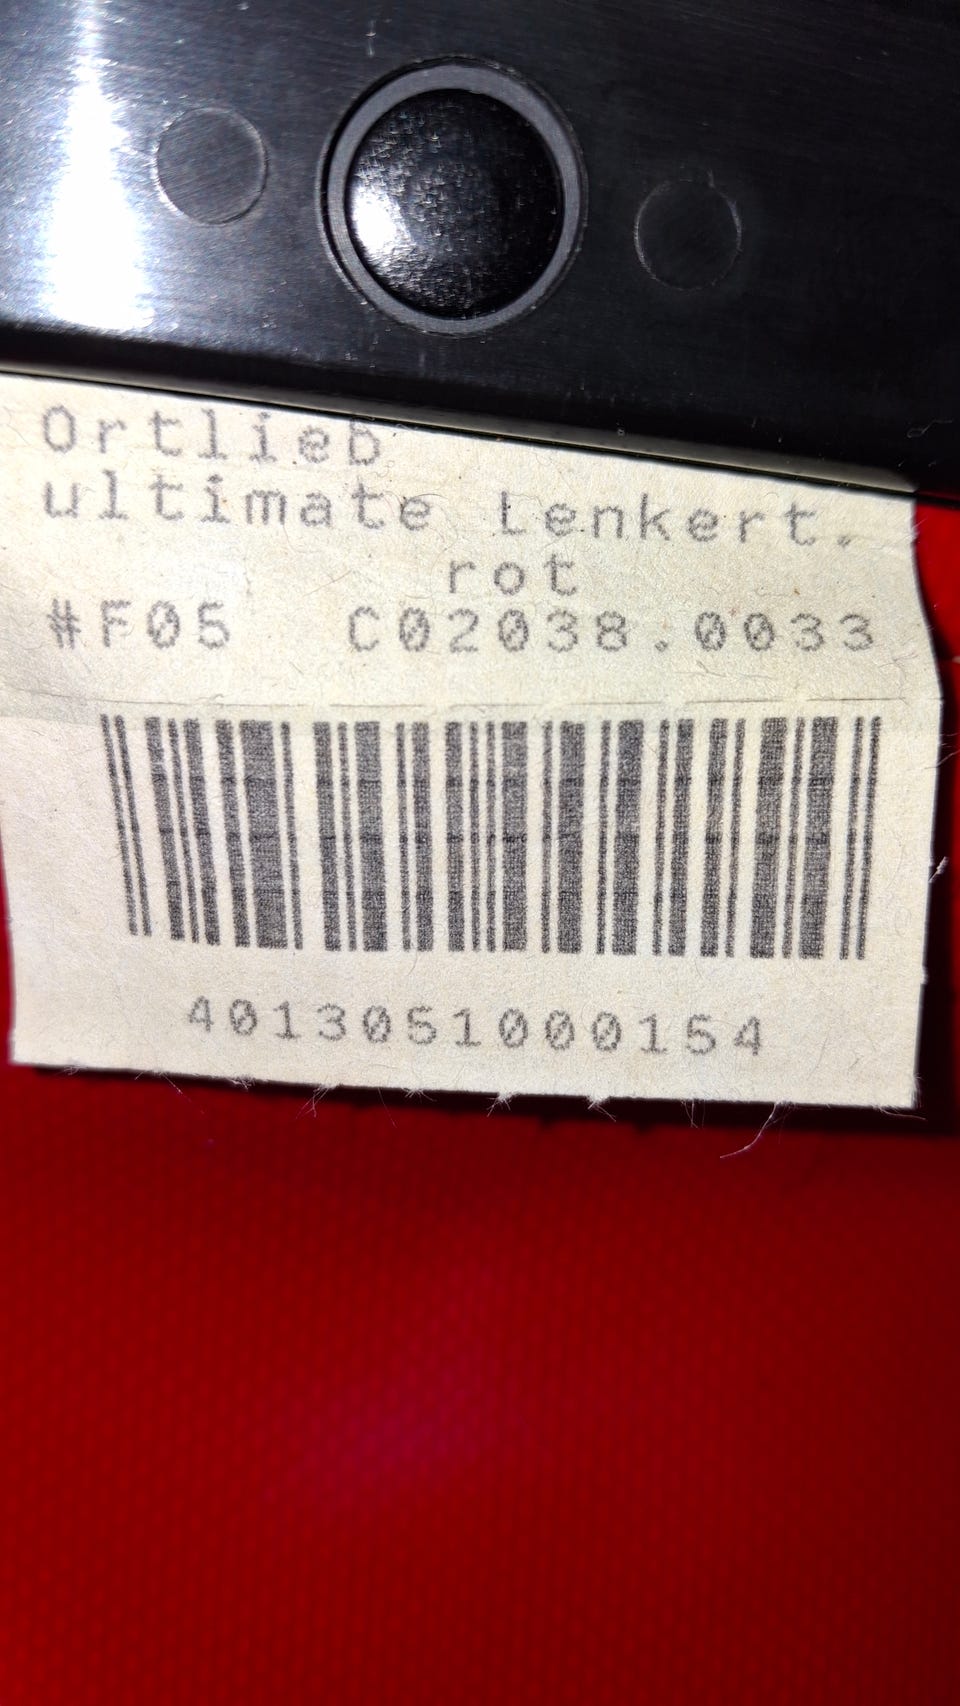 Ortlieb
ultimate Lenkert.
rot
#F05 C02038.0033
4013051000154